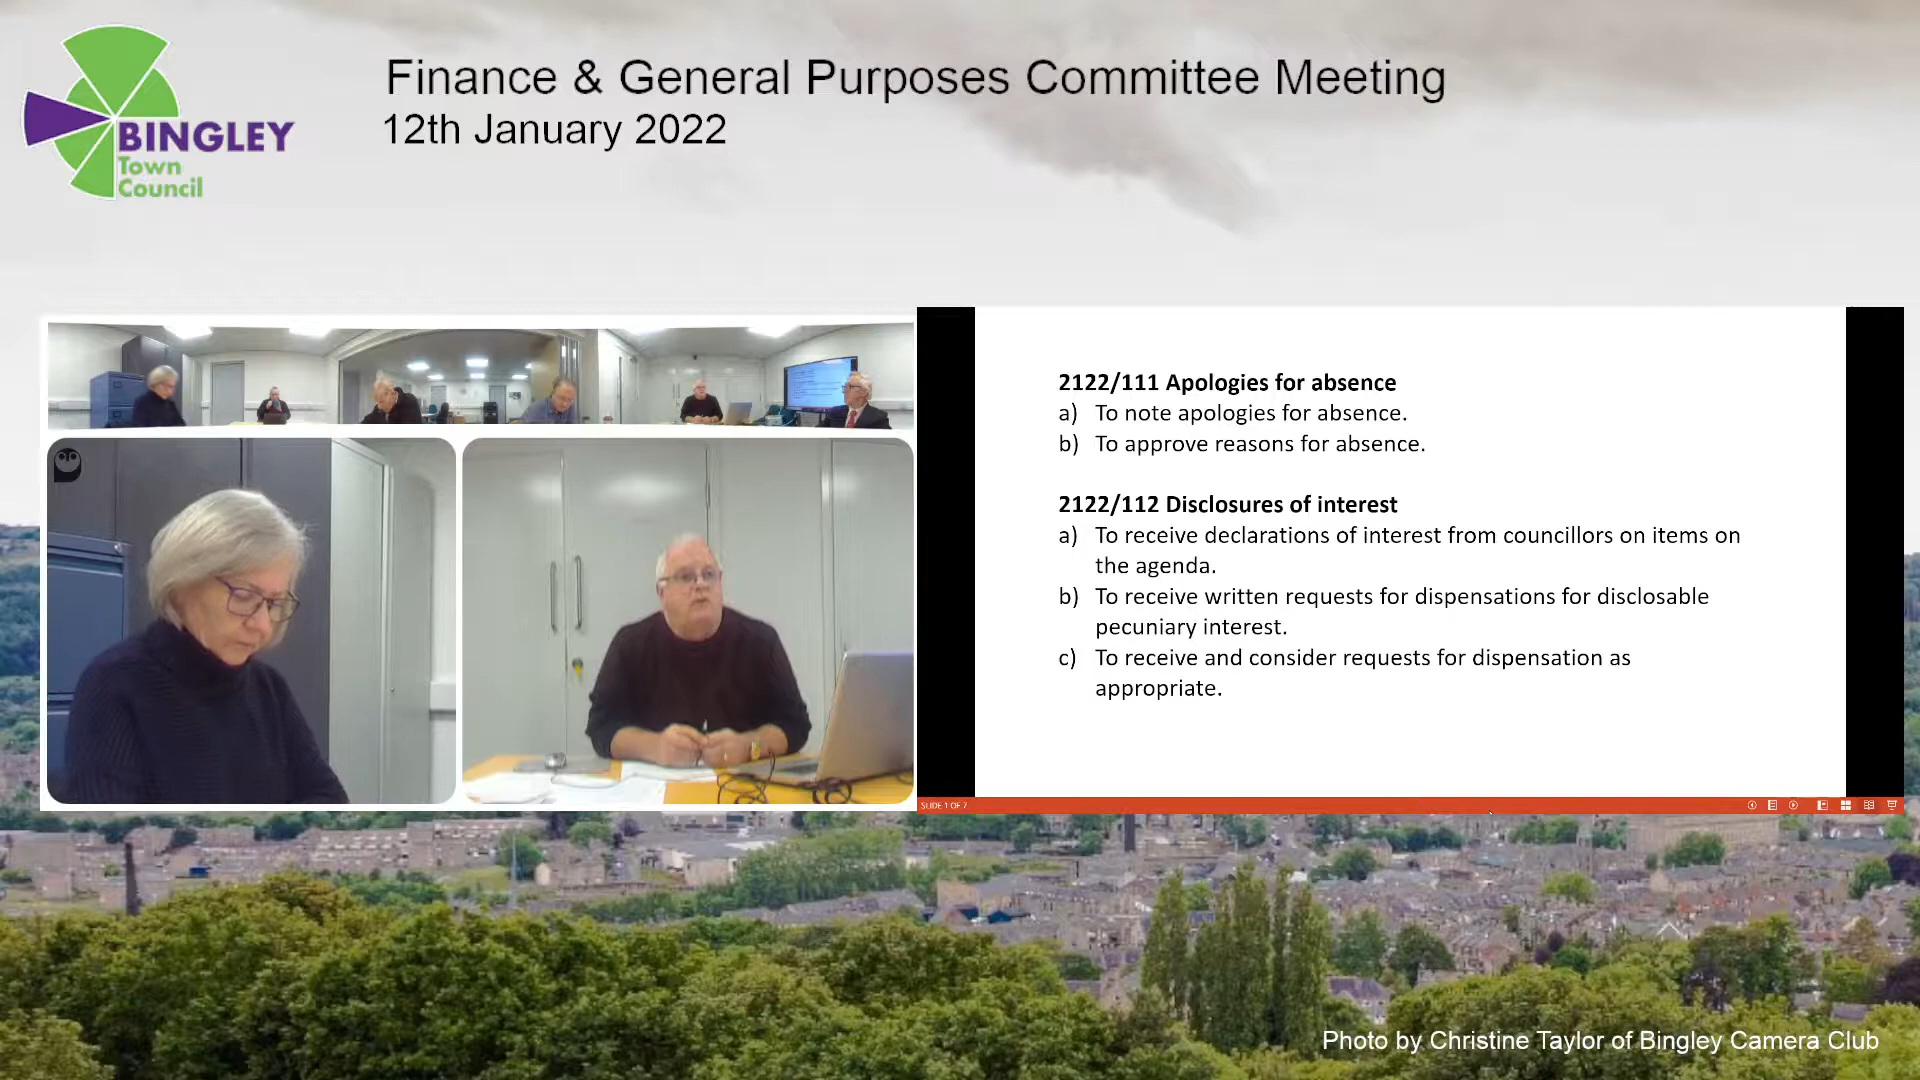 BINGLEY
Town
Council
Finance & General Purposes Committee Meeting
12th January 2022
2122/111 Apologies for absence
a) To note apologies for absence.
b) To approve reasons for absence.
2122/112 Disclosures of interest
a) To receive declarations of interest from councillors on items on
the agenda.
b) To receive written requests for dispensations for disclosable
pecuniary interest.
c) To receive and consider requests for dispensation as
appropriate.
SLIDE 1 OF 7
Photo by Christine Taylor of Bingley Camera Club